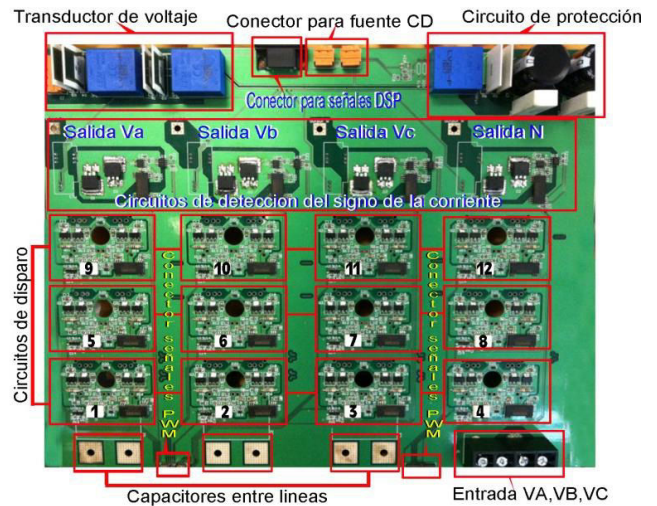 Transductor de voltaje
Conector para fuente CD
Circuito de protección
Conector para señales DSP
Salida Va
Salida Vb
Salida Vc
Salida N
Circuitos de deteccion del signo de la corriente
Circuitos de disparo
9
10
11
12
5
6
7
8
1
2
3
4
Conector señales PWM
Conector señales PWM
Capacitores entre lineas
Entrada VA,VB,VC